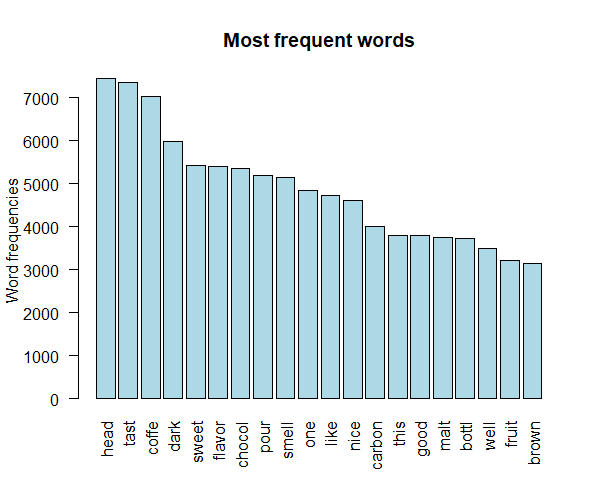 Most frequent words
Word frequencies
7000
6000
5000
4000
3000
2000
1000
0
head
tast
coffe
dark
sweet
flavor
chocol
pour
smell
one
like
nice
carbon
this
good
malt
bottl
well
fruit
brown